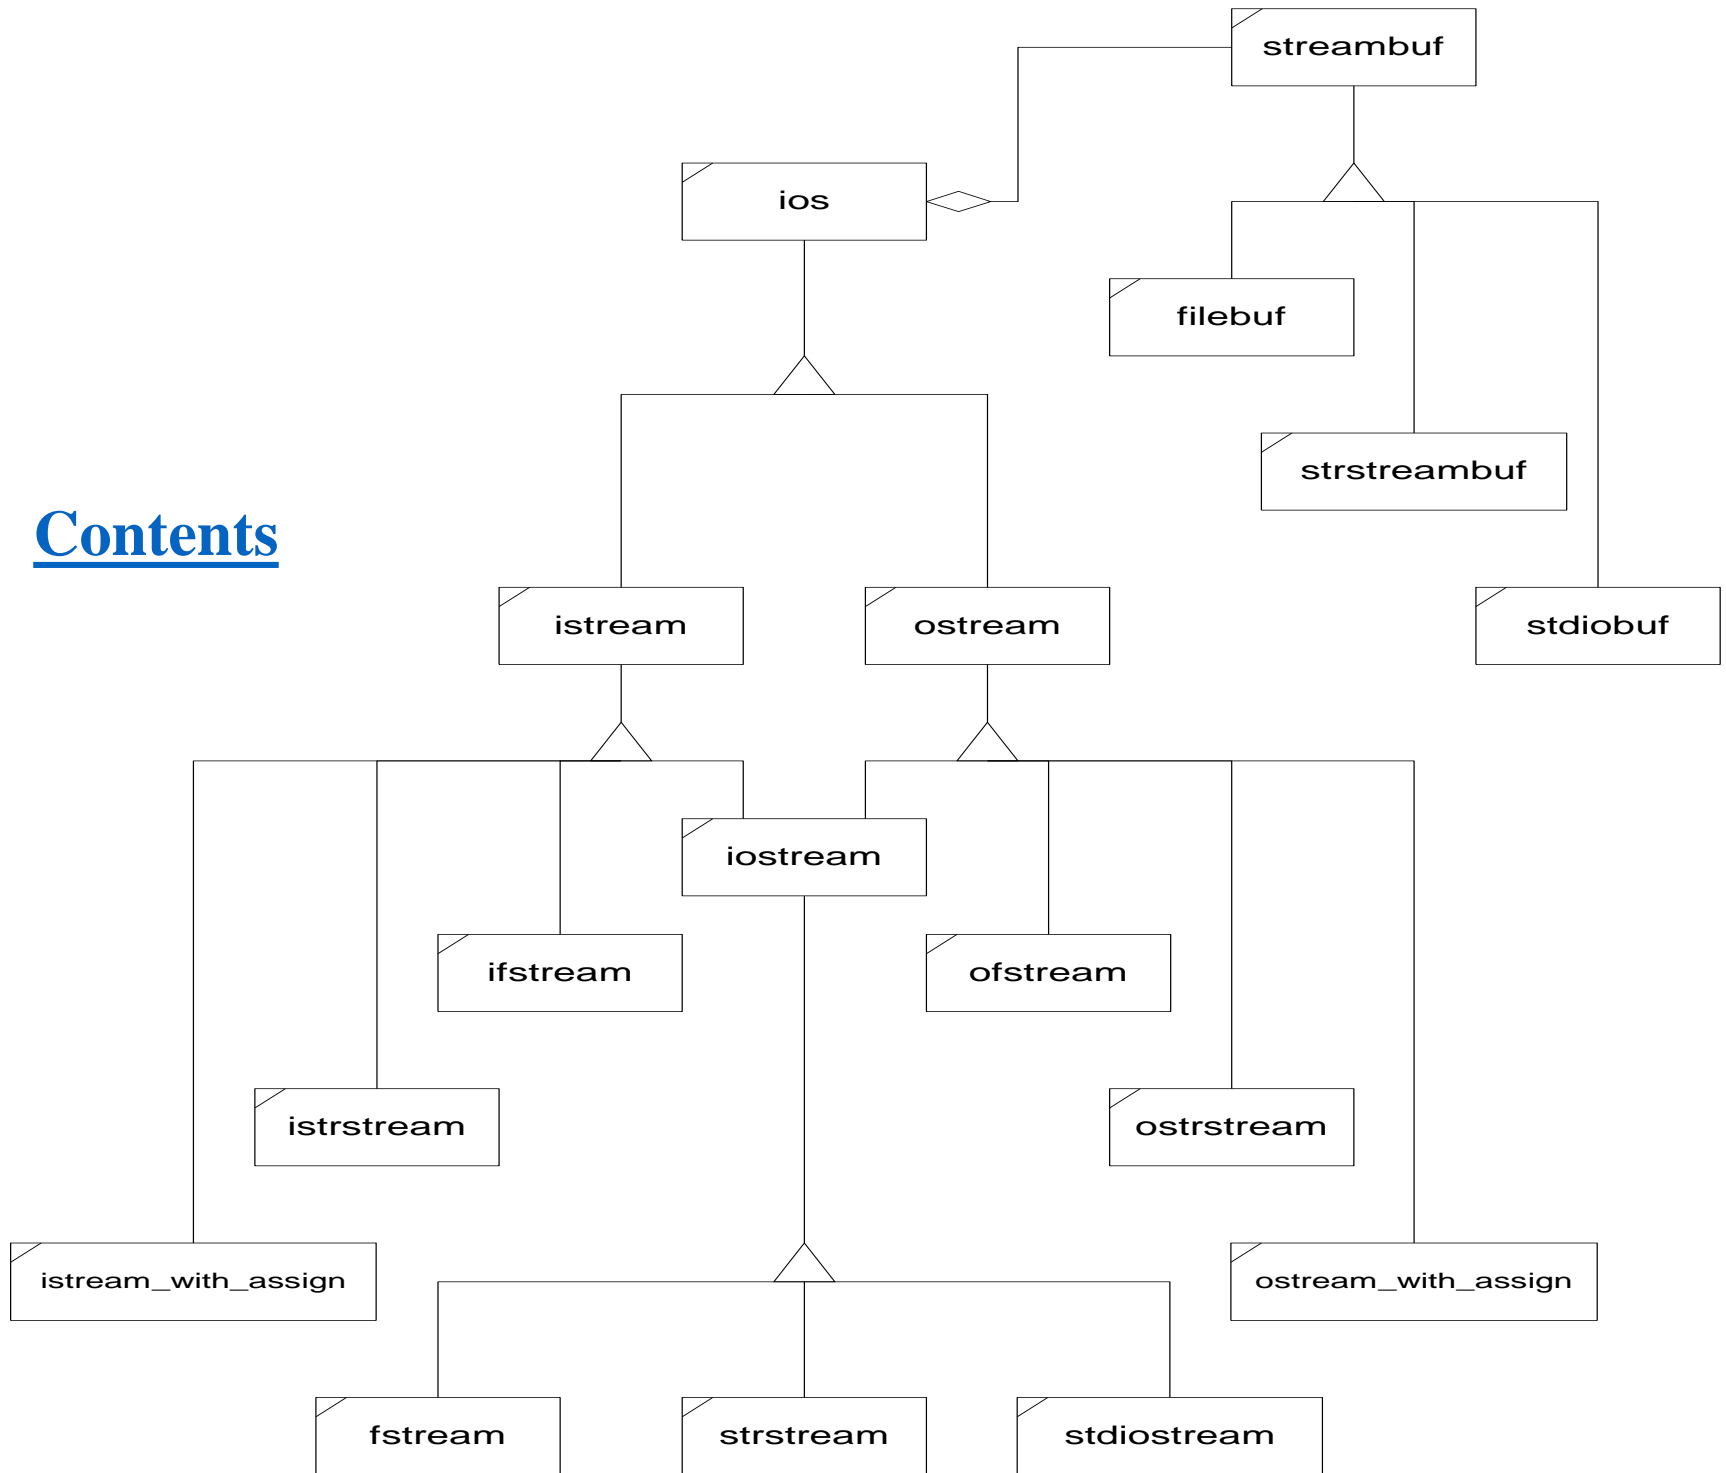 streambuf
ios
filebuf
strstreambuf
Contents
istream
ostream
stdiobuf
iostream
ifstream
ofstream
istrstream
ostrstream
istream_with_assign
ostream_with_assign
fstream
strstream
stdiostream